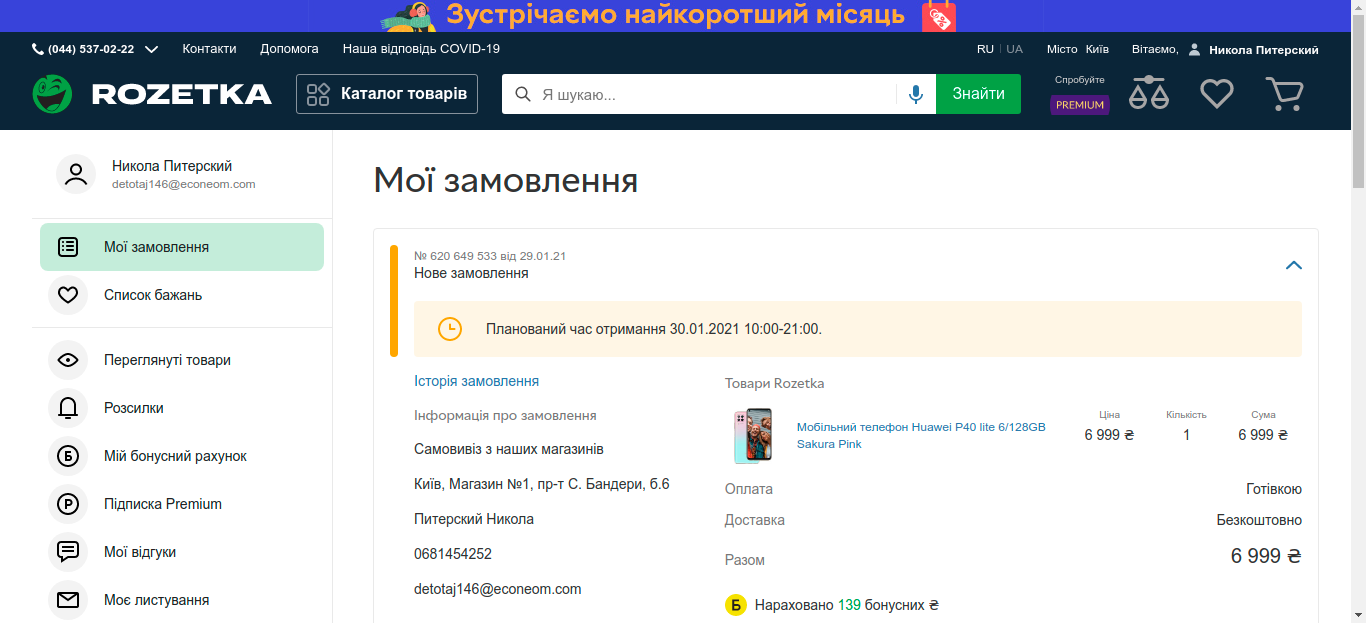 Зустрічаємо найкоротший місяць
(044) 537-02-22 Контакти Допомога Наша відповідь COVID-19 RU UA Місто Київ Вітаємо, Никола Питерский
ROZETKA Каталог товарів Я шукаю... Знайти Спробуйте PREMIUM
Никола Питерский
detotaj146@econeom.com
Мої замовлення
Список бажань
Переглянуті товари
Розсилки
Мій бонусний рахунок
Підписка Premium
Мої відгуки
Моє листування
Мої замовлення
№ 620 649 533 від 29.01.21
Нове замовлення
Планований час отримання 30.01.2021 10:00-21:00.
Історія замовлення
Інформація про замовлення
Самовивіз з наших магазинів
Київ, Магазин №1, пр-т С. Бандери, б.6
Питерский Никола
0681454252
detotaj146@econeom.com
Товари Rozetka
Мобільний телефон Huawei P40 lite 6/128GB
Sakura Pink
Ціна Кількість Сума
6 999 ₴ 1 6 999 ₴
Оплата Готівкою
Доставка Безкоштовно
Разом 6 999 ₴
Б Нараховано 139 бонусних ₴